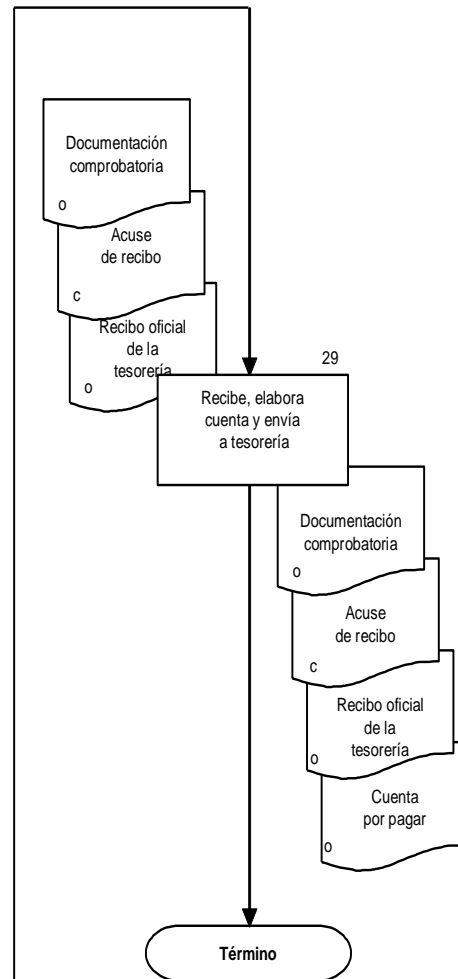 Documentación
comprobatoria
o
Acuse
de recibo
c
Recibo oficial
de la
tesorería
o
29
Recibe, elabora
cuenta y envía
a tesorería
Documentación
comprobatoria
o
Acuse
de recibo
c
Recibo oficial
de la
tesorería
o
Cuenta
por pagar
o
Término